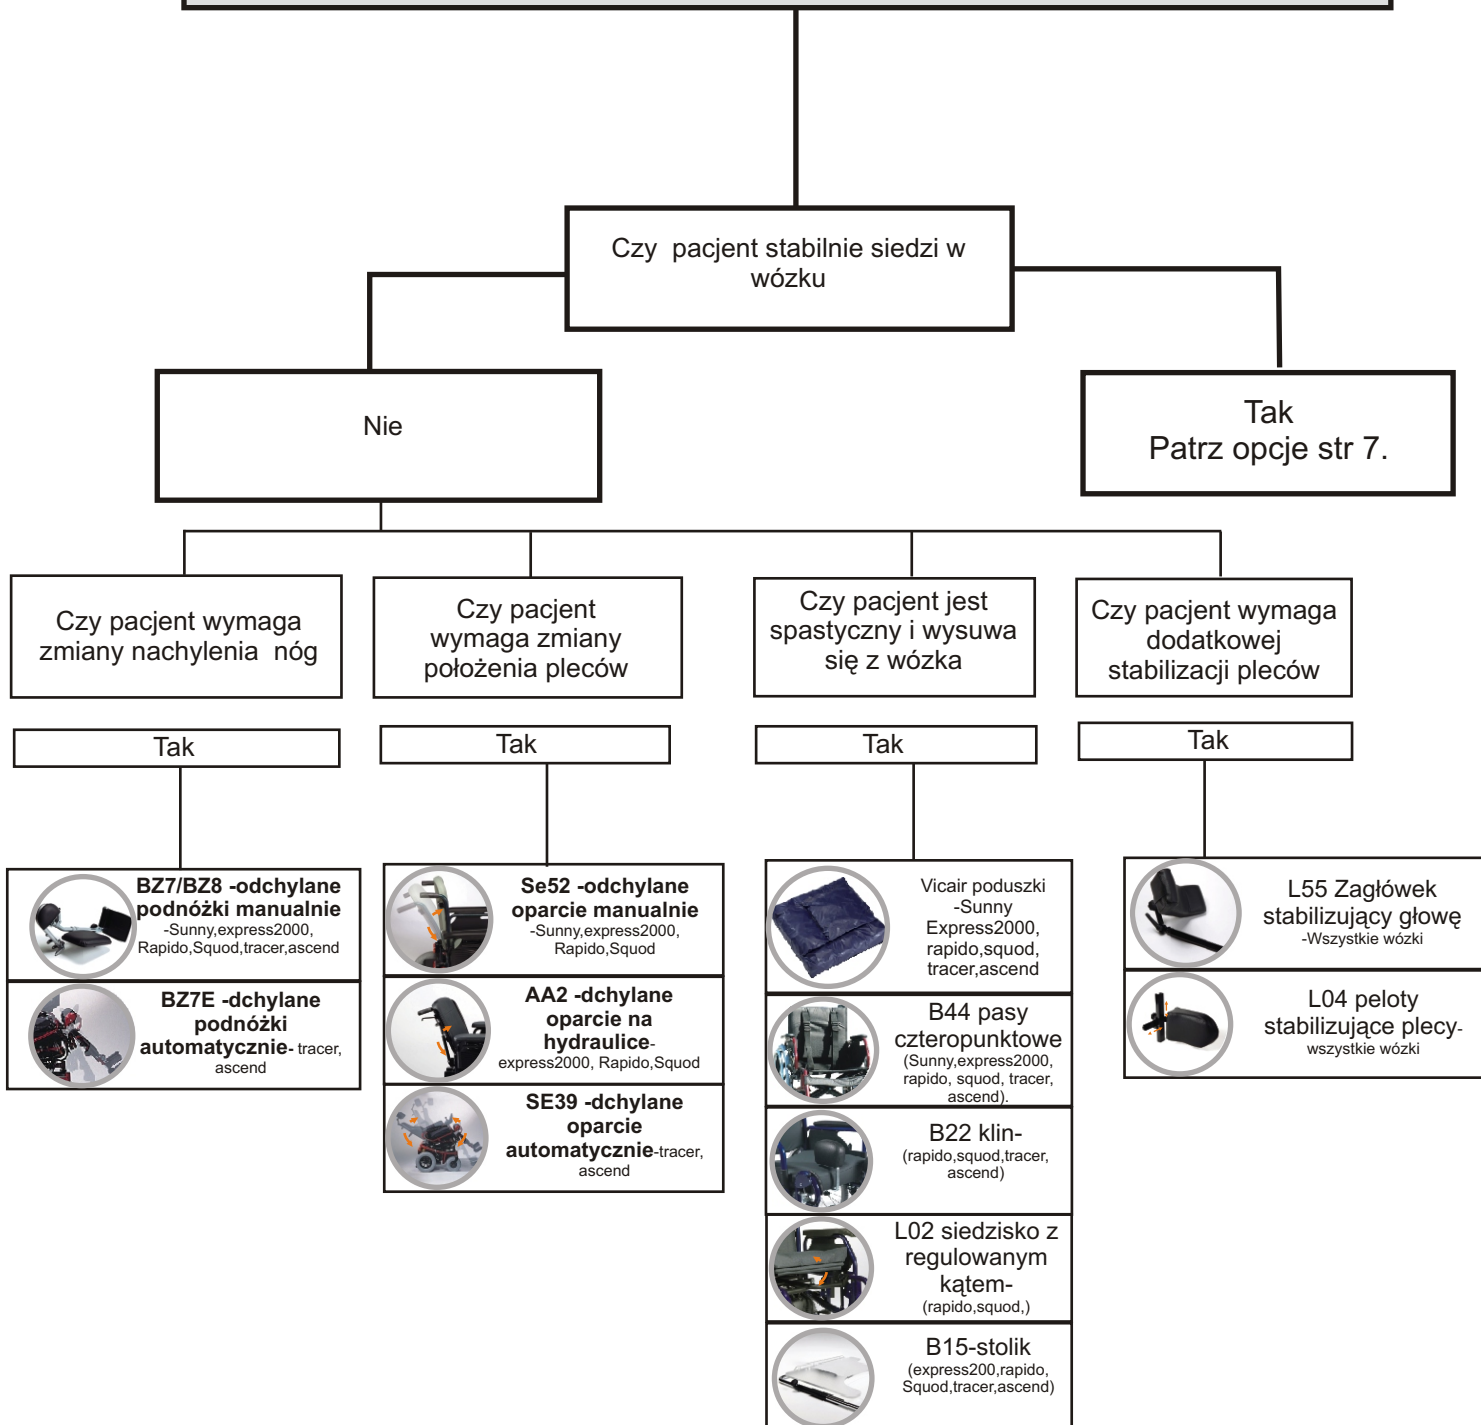 Czy pacjent stabilnie siedzi w
wózku
Nie
Tak
Patrz opcje str 7.
Czy pacjent wymaga
zmiany nachylenia nóg
Czy pacjent
wymaga zmiany
położenia pleców
Czy pacjent jest
spastyczny i wysuwa
się z wózka
Czy pacjent wymaga
dodatkowej
stabilizacji pleców
Tak
Tak
Tak
Tak
BZ7/BZ8 -odchylane
podnóżki manualnie
-Sunny,express2000,
Rapido,Squod,tracer,ascend
BZ7E -dchylane
podnóżki
automatycznie- tracer,
ascend
Se52 -odchylane
oparcie manualnie
-Sunny,express2000,
Rapido,Squod
AA2 -dchylane
oparcie na
hydraulice-
express2000, Rapido,Squod
SE39 -dchylane
oparcie
automatycznie-tracer,
ascend
Vicair poduszki
-Sunny
Express2000,
rapido,squod,
tracer,ascend
B44 pasy
czteropunktowe
(Sunny,express2000,
rapido, squod, tracer,
ascend).
B22 klin-
(rapido,squod,tracer,
ascend)
L02 siedzisko z
regulowanym
kątem-
(rapido,squod,)
B15-stolik
(express200,rapido,
Squod,tracer,ascend)
L55 Zagłówek
stabilizujący głowę
-Wszystkie wózki
L04 peloty
stabilizujące plecy-
wszystkie wózki